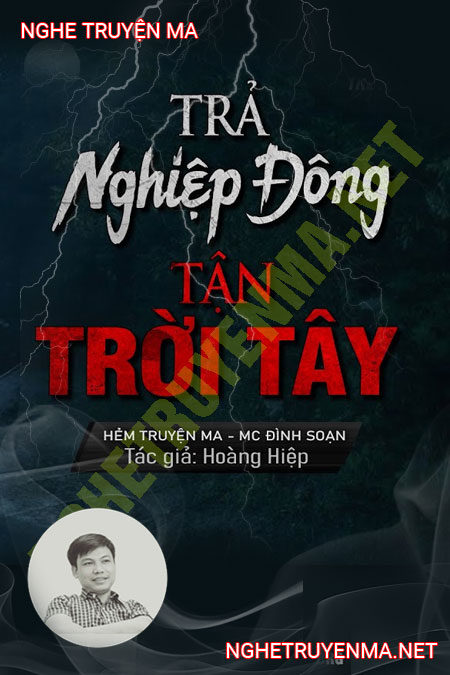 NGHE TRUYỆN MA
TRẢ
Nghiệp Đông
TẬN
TRỜI TÂY
HẺM TRUYỆN MA - MC ĐÌNH SOẠN
Tác giả: Hoàng Hiệp
NGHETRUYENMA.NET
NGHETRUYENMA.NET